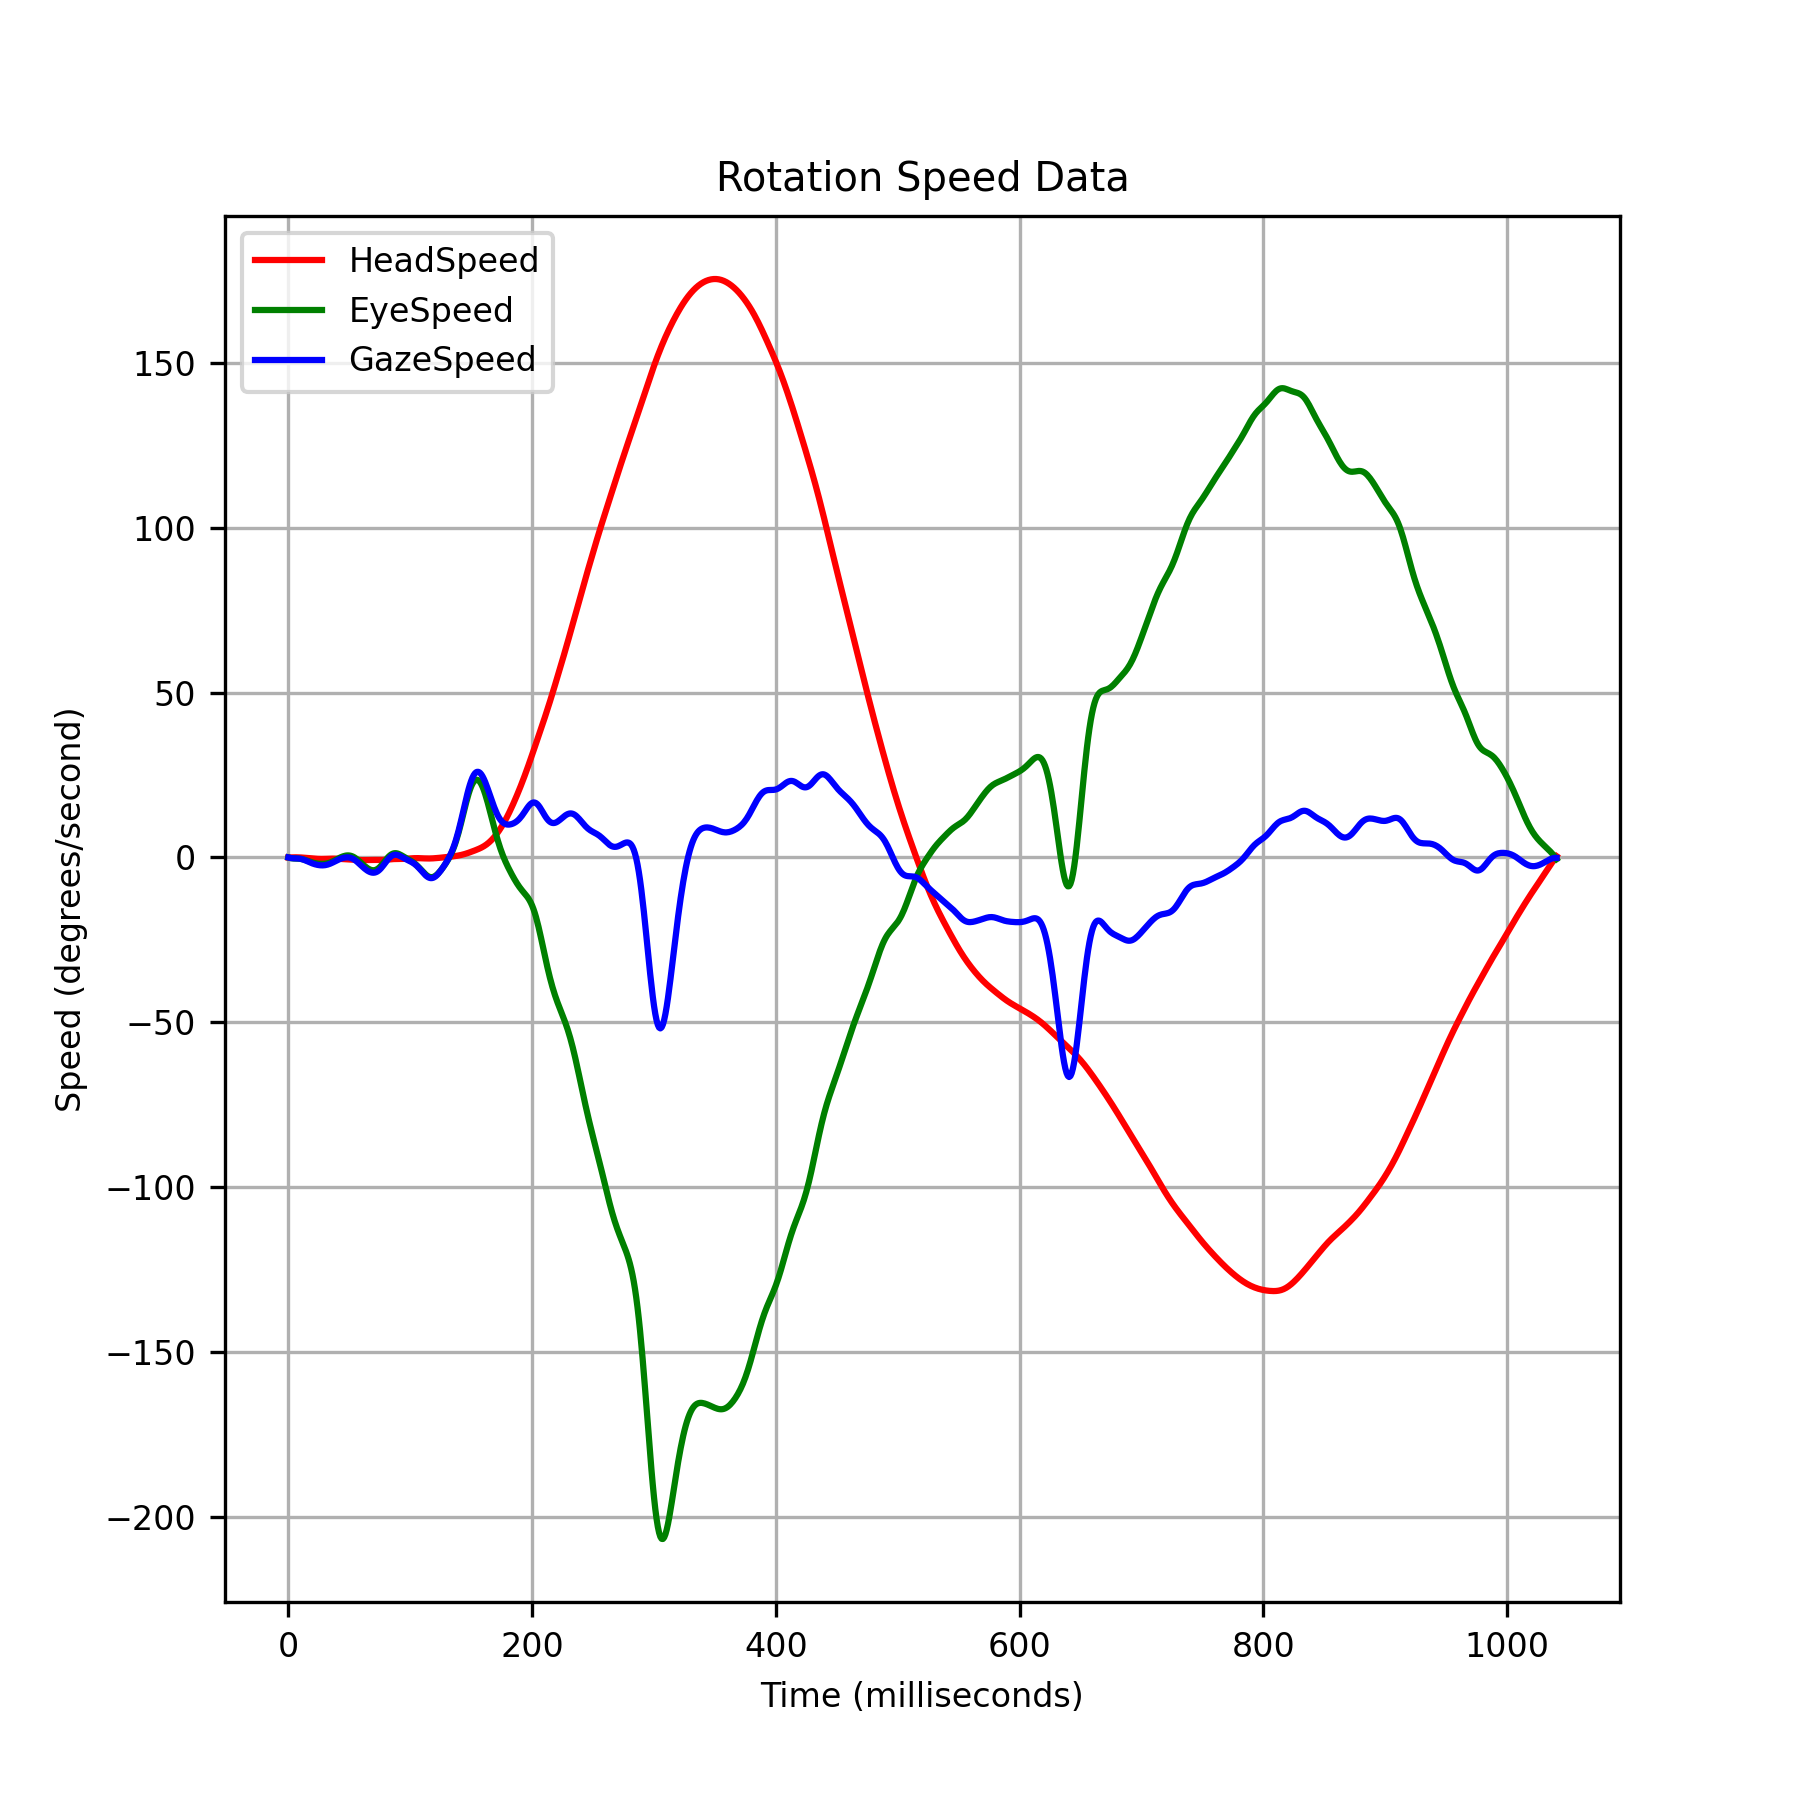 Rotation Speed Data
HeadSpeed
EyeSpeed
GazeSpeed
150
100
50
0
−50
−100
−150
−200
Speed (degrees/second)
0 200 400 600 800 1000
Time (milliseconds)